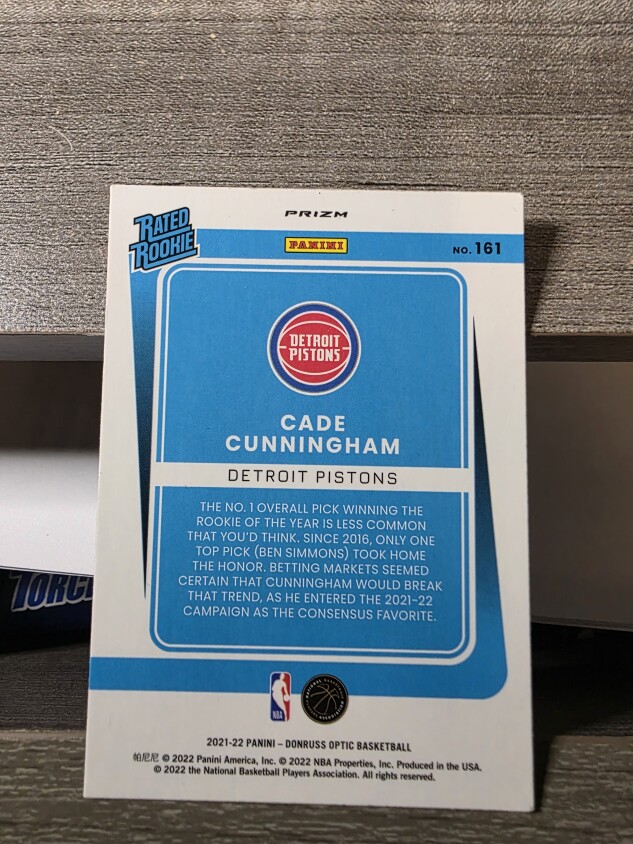 PRIZM
RATED
ROOKIE
PANINI
NO. 161
DETROIT
PISTONS
CADE
CUNNINGHAM
DETROIT PISTONS
THE NO. 1 OVERALL PICK WINNING THE
ROOKIE OF THE YEAR IS LESS COMMON
THAT YOU'D THINK. SINCE 2016, ONLY ONE
TOP PICK (BEN SIMMONS) TOOK HOME
THE HONOR. BETTING MARKETS SEEMED
CERTAIN THAT CUNNINGHAM WOULD BREAK
THAT TREND, AS HE ENTERED THE 2021-22
CAMPAIGN AS THE CONSENSUS FAVORITE.
NBA
NATIONAL BASKETBALL
PLAYERS ASSOCIATION
2021-22 PANINI – DONRUSS OPTIC BASKETBALL
帕尼尼 © 2022 Panini America, Inc. © 2022 NBA Properties, Inc. Produced in the USA.
© 2022 the National Basketball Players Association. All rights reserved.